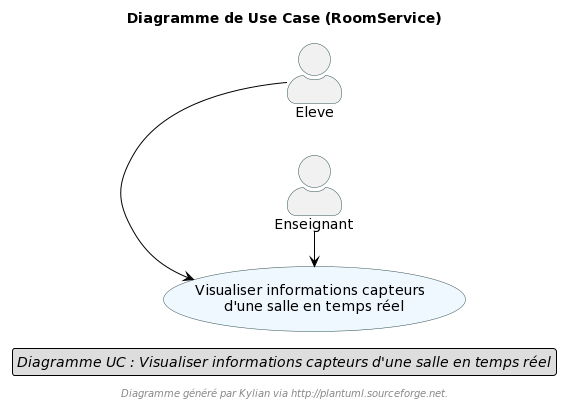 Diagramme de Use Case (RoomService)
Eleve
Enseignant
Visualiser informations capteurs
d'une salle en temps réel
Diagramme UC : Visualiser informations capteurs d'une salle en temps réel
Diagramme généré par Kylian via http://plantuml.sourceforge.net.